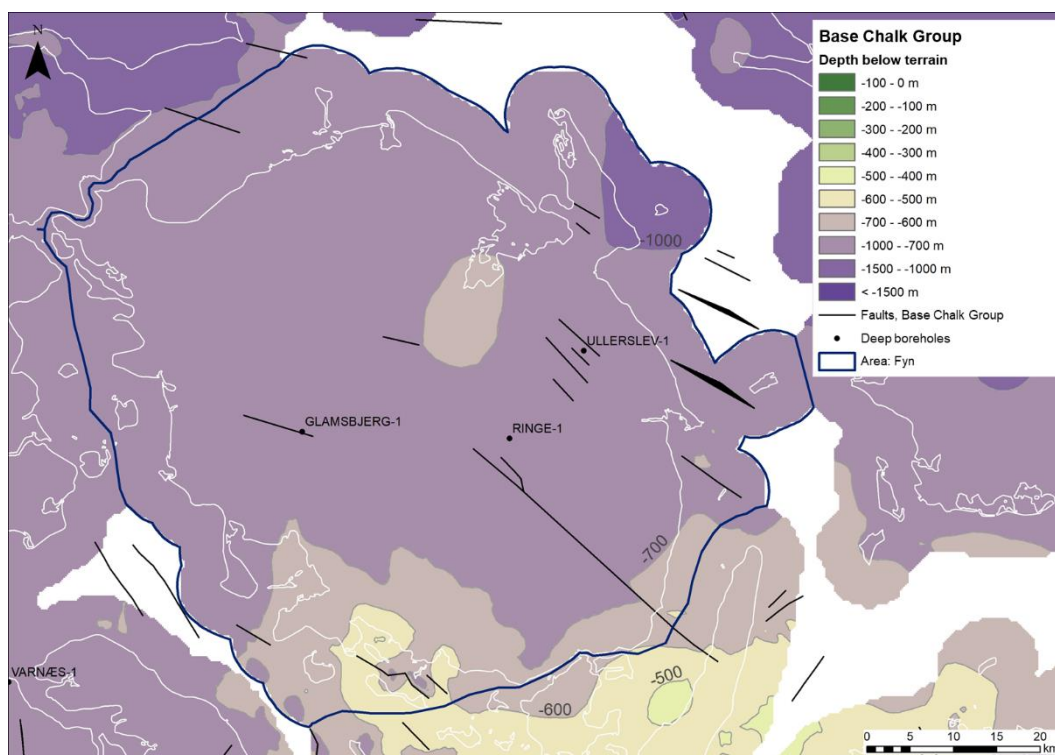 N
Base Chalk Group
Depth below terrain
-100 - 0 m
-200 - -100 m
-300 - -200 m
-400 - -300 m
-500 - -400 m
-600 - -500 m
-700 - -600 m
-1000 - -700 m
-1500 - -1000 m
< -1500 m
Faults, Base Chalk Group
Deep boreholes
Area: Fyn
-1000
ULLERSLEV-1
GLAMSBJERG-1
RINGE-1
-700
VARNÆS-1
-500
-600
0 5 10 15 20
km